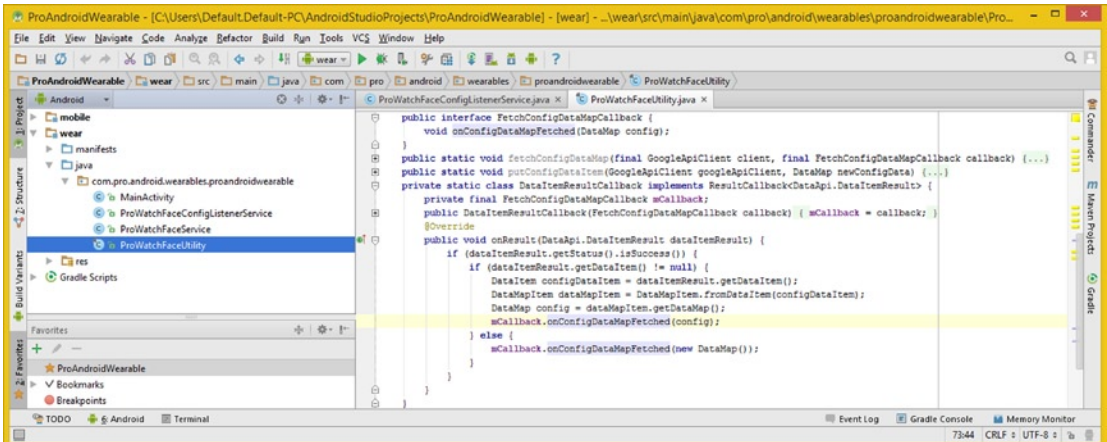 ProAndroidWearable - [C:\Users\Default.Default-PC\AndroidStudioProjects\ProAndroidWearable] - [wear] - ...\wear\src\main\java\com\pro\android\wearables\proandroidwearable\Pro...
File Edit View Navigate Code Analyze Refactor Build Run Tools VCS Window Help
wear
ProAndroidWearable wear src main java com pro android wearables proandroidwearable ProWatchFaceUtility
Android
ProWatchFaceConfigListenerService.java × ProWatchFaceUtility.java ×
1: Project
2: Structure
Build Variants
2: Favorites
mobile
wear
manifests
java
com.pro.android.wearables.proandroidwearable
MainActivity
ProWatchFaceConfigListenerService
ProWatchFaceService
ProWatchFaceUtility
res
Gradle Scripts
Favorites
ProAndroidWearable
Bookmarks
Breakpoints
public interface FetchConfigDataMapCallback {
void onConfigDataMapFetched(DataMap config);
}
public static void fetchConfigDataMap(final GoogleApiClient client, final FetchConfigDataMapCallback callback) {...}
public static void putConfigDataItem(GoogleApiClient googleApiClient, DataMap newConfigData) {...}
private static class DataItemResultCallback implements ResultCallback<DataApi.DataItemResult> {
private final FetchConfigDataMapCallback mCallback;
public DataItemResultCallback(FetchConfigDataMapCallback callback) { mCallback = callback; }
@Override
public void onResult(DataApi.DataItemResult dataItemResult) {
if (dataItemResult.getStatus().isSuccess()) {
if (dataItemResult.getDataItem() != null) {
DataItem configDataItem = dataItemResult.getDataItem();
DataMapItem dataMapItem = DataMapItem.fromDataItem(configDataItem);
DataMap config = dataMapItem.getDataMap();
mCallback.onConfigDataMapFetched(config);
} else {
mCallback.onConfigDataMapFetched(new DataMap());
}
}
}
}
Commander
Maven Projects
Gradle
TODO 6: Android Terminal Event Log Gradle Console Memory Monitor
73:44 CRLF UTF-8